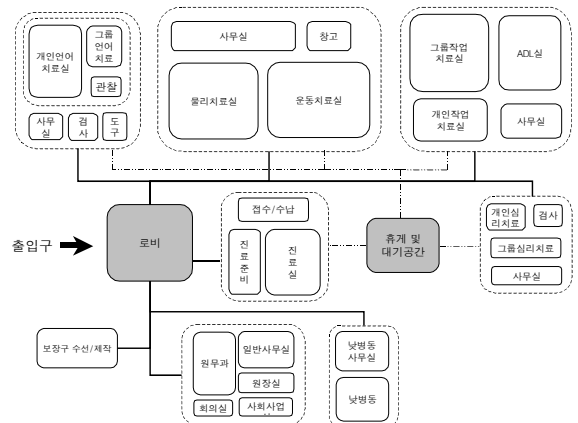 개인언어
치료실
그룹
언어
치료
관찰
사무
실
검
사
도
구
사무실
창고
물리치료실
운동치료실
그룹작업
치료실
ADL실
개인작업
치료실
사무실
출입구
로비
접수/수납
진
료
준
비
진
료
실
휴게 및
대기공간
개인심
리치료
검사
그룹심리치료
사무실
보장구 수선/제작
원무과
일반사무실
원장실
회의실
사회사업
낮병동
사무실
낮병동